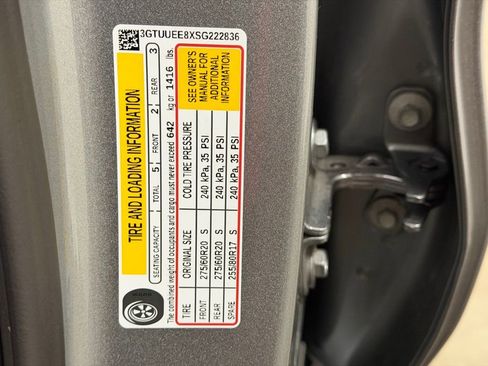 3GTUUEE8XSG222836
TIRE AND LOADING INFORMATION
SEATING CAPACITY TOTAL 5 FRONT 2 REAR 3
The combined weight of occupants and cargo must never exceed 642 kg or 1416 lbs.
TIRE ORIGINAL SIZE COLD TIRE PRESSURE
FRONT 275/60R20 S 240 kPa, 35 PSI
REAR 275/60R20 S 240 kPa, 35 PSI
SPARE 255/80R17 S 240 kPa, 35 PSI
SEE OWNER'S
MANUAL FOR
ADDITIONAL
INFORMATION